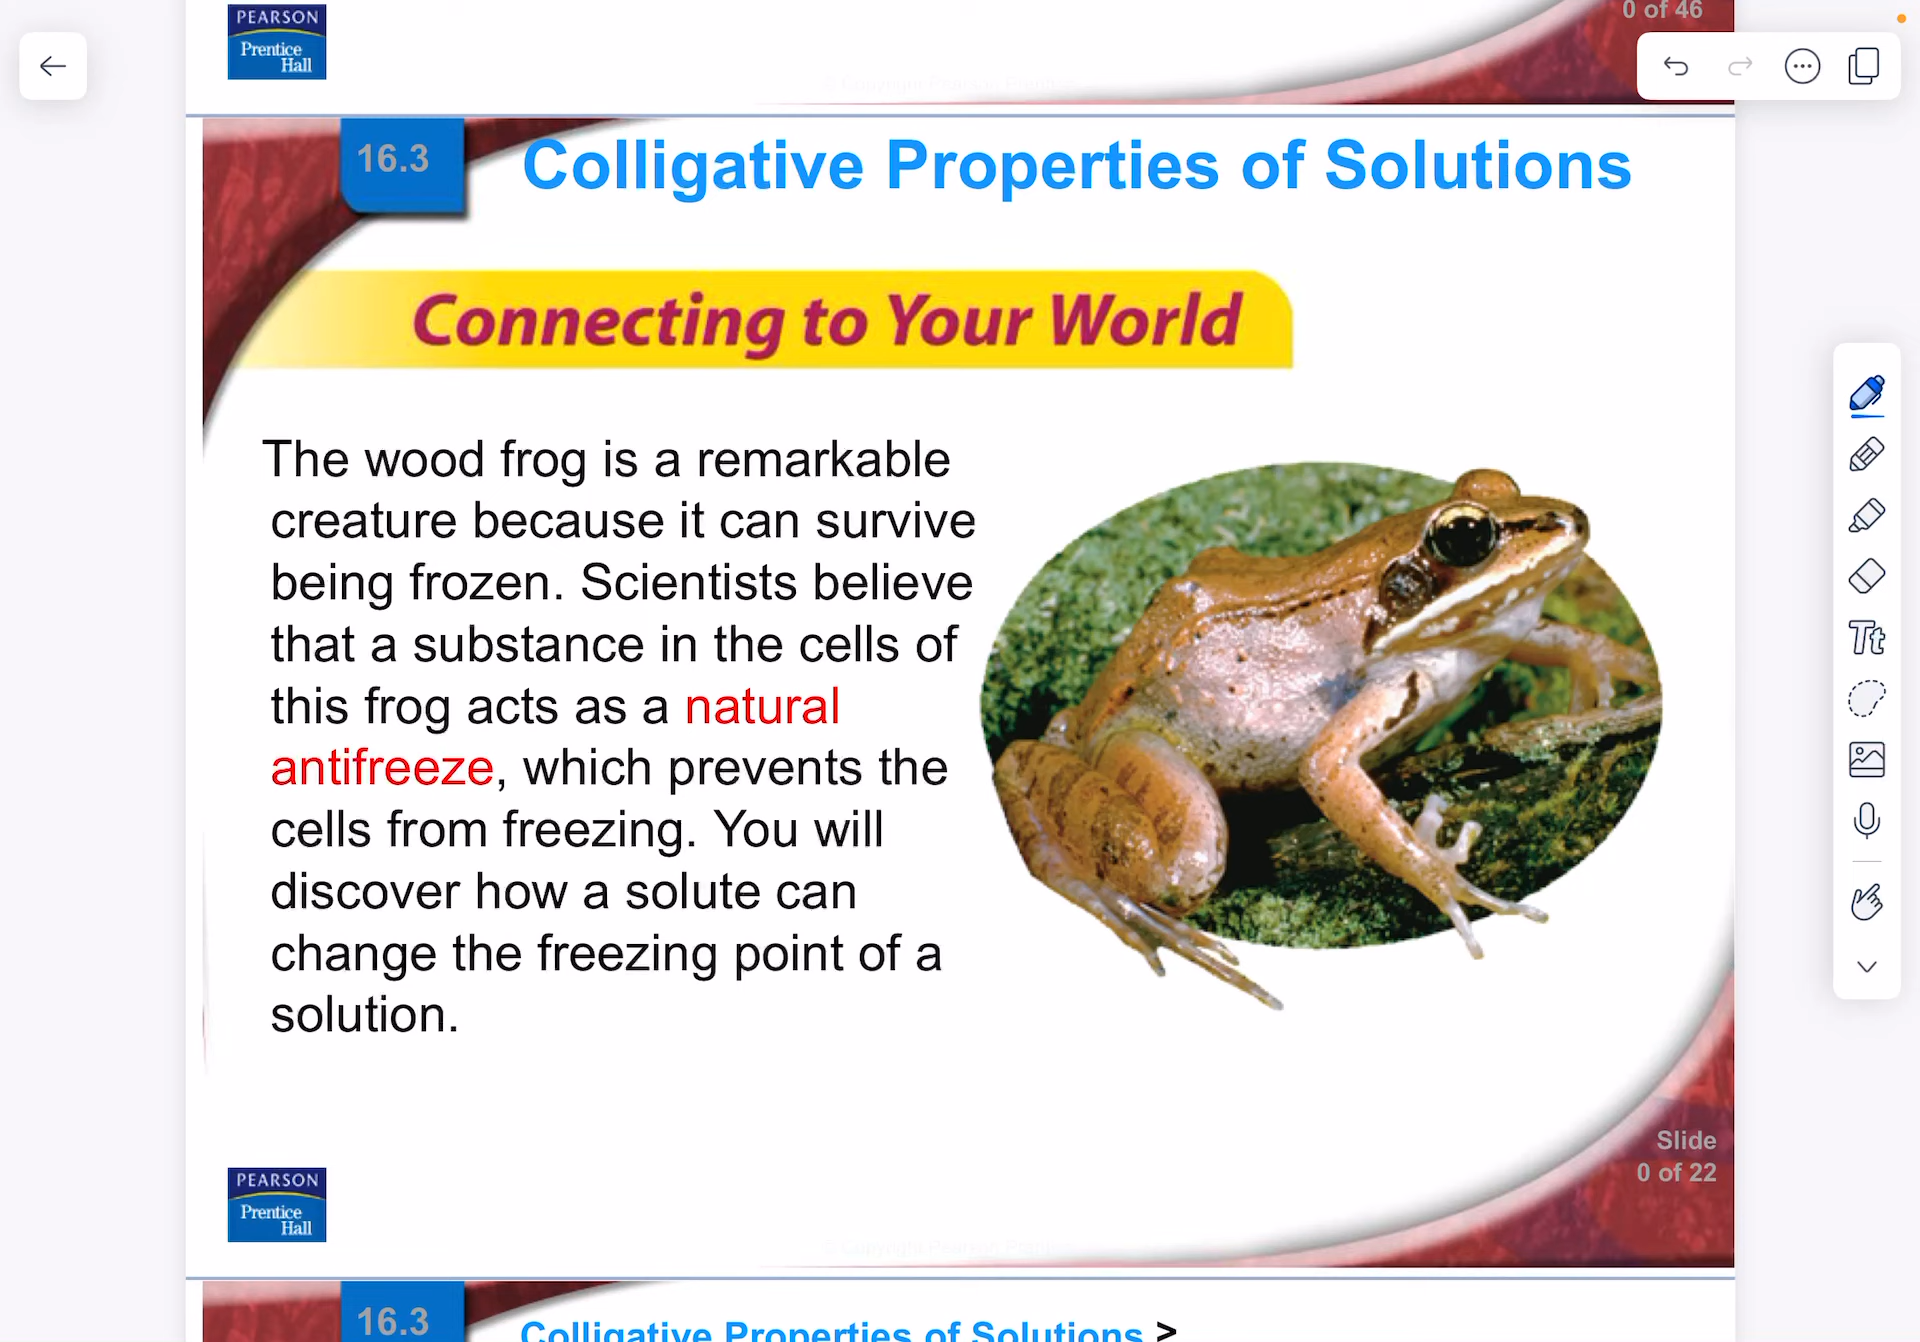 PEARSON
Prentice
Hall
0 of 46
16.3
Colligative Properties of Solutions
Connecting to Your World
The wood frog is a remarkable
creature because it can survive
being frozen. Scientists believe
that a substance in the cells of
this frog acts as a natural
antifreeze, which prevents the
cells from freezing. You will
discover how a solute can
change the freezing point of a
solution.
Tt
Slide
0 of 22
PEARSON
Prentice
Hall
16.3
Colligative Properties of Solutions >